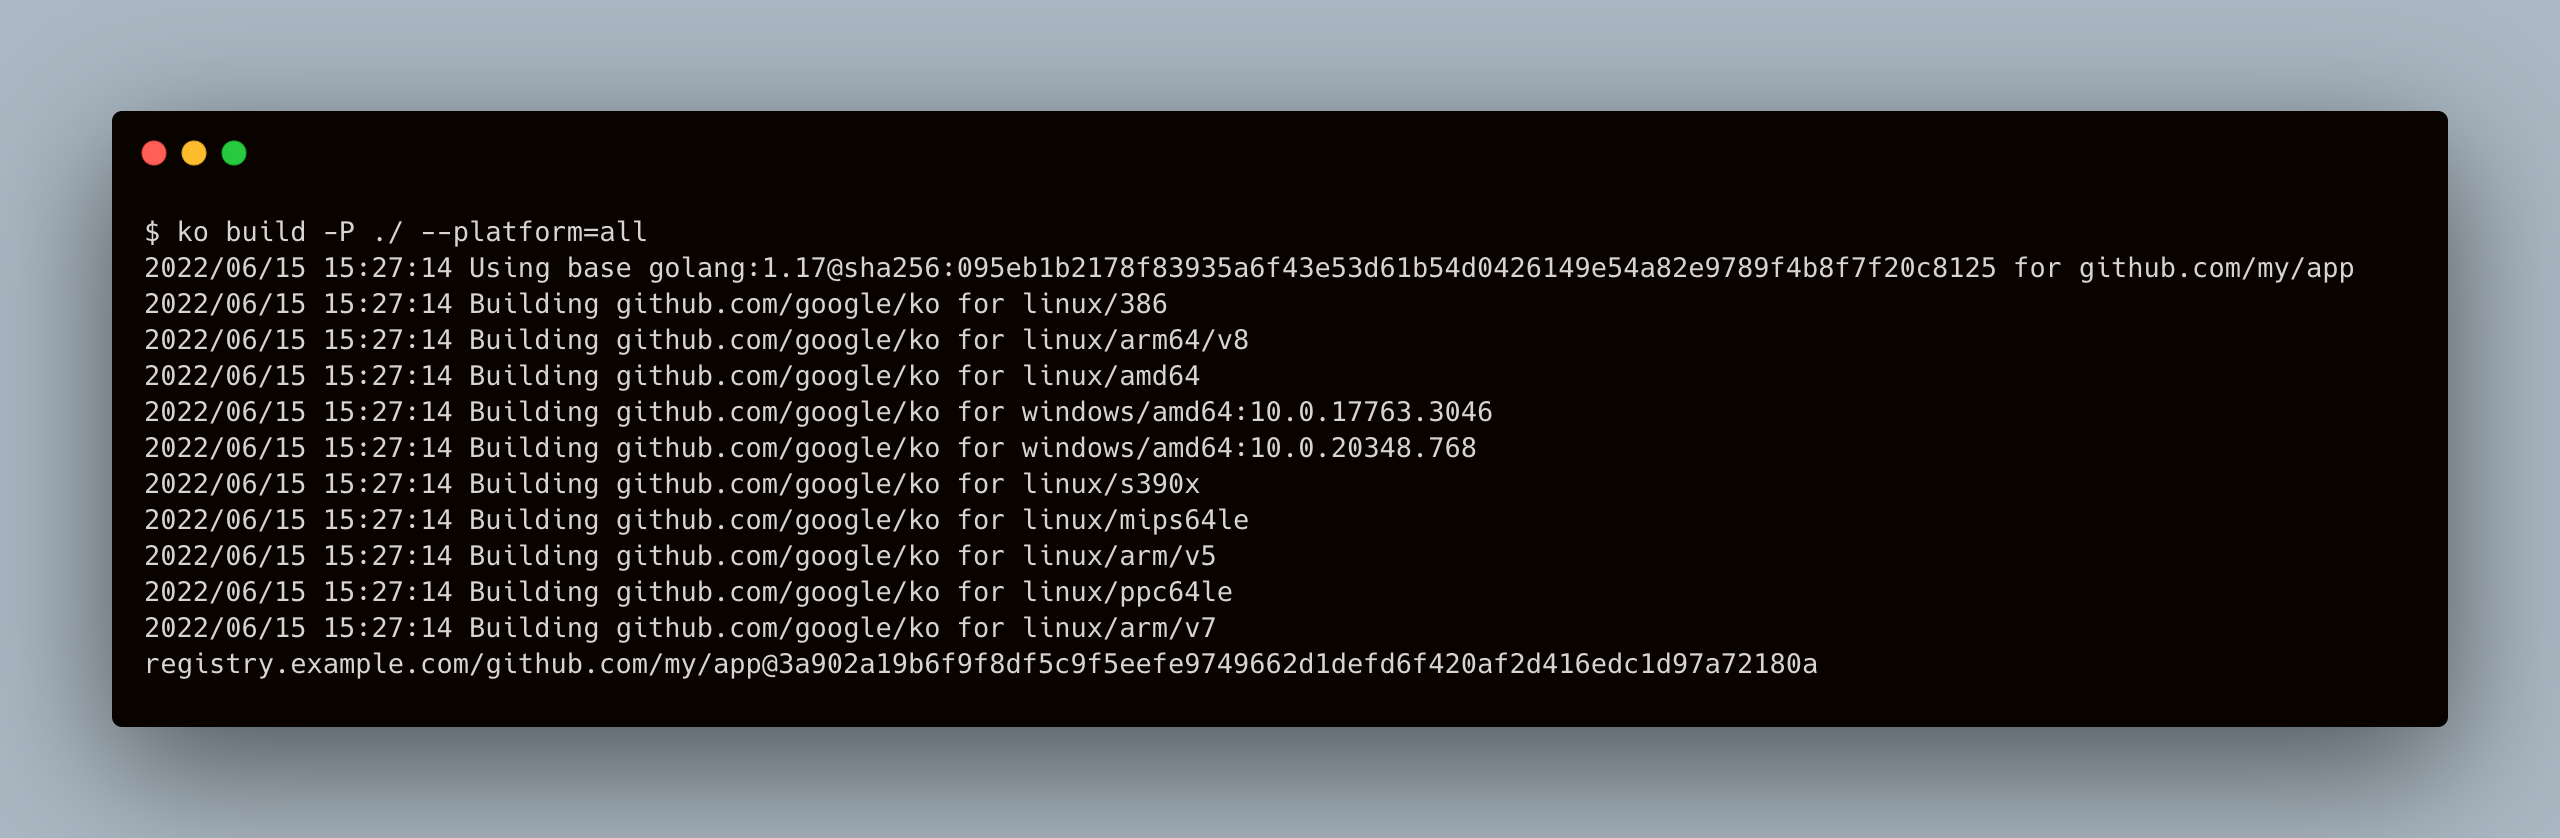 $ ko build -P ./ --platform=all
2022/06/15 15:27:14 Using base golang:1.17@sha256:095eb1b2178f83935a6f43e53d61b54d0426149e54a82e9789f4b8f7f20c8125 for github.com/my/app
2022/06/15 15:27:14 Building github.com/google/ko for linux/386
2022/06/15 15:27:14 Building github.com/google/ko for linux/arm64/v8
2022/06/15 15:27:14 Building github.com/google/ko for linux/amd64
2022/06/15 15:27:14 Building github.com/google/ko for windows/amd64:10.0.17763.3046
2022/06/15 15:27:14 Building github.com/google/ko for windows/amd64:10.0.20348.768
2022/06/15 15:27:14 Building github.com/google/ko for linux/s390x
2022/06/15 15:27:14 Building github.com/google/ko for linux/mips64le
2022/06/15 15:27:14 Building github.com/google/ko for linux/arm/v5
2022/06/15 15:27:14 Building github.com/google/ko for linux/ppc64le
2022/06/15 15:27:14 Building github.com/google/ko for linux/arm/v7
registry.example.com/github.com/my/app@3a902a19b6f9f8df5c9f5eefe9749662d1defd6f420af2d416edc1d97a72180a